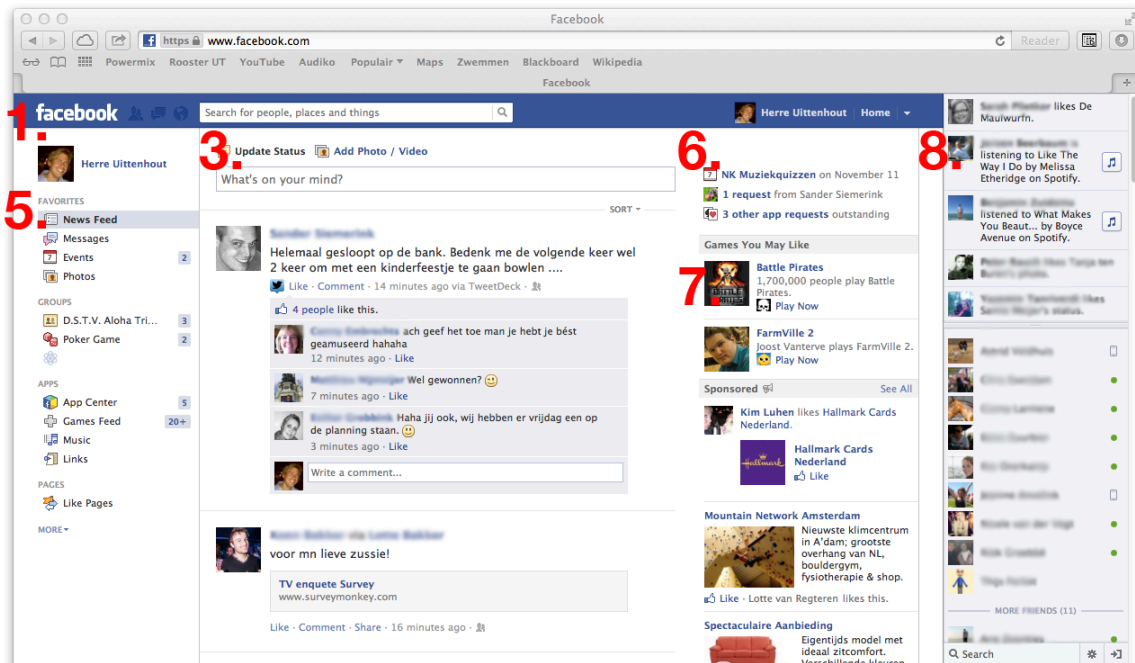 Facebook
https www.facebook.com
Reader
Powermix Rooster UT YouTube Audiko Populair Maps Zwemmen Blackboard Wikipedia
Facebook
1.
facebook
Search for people, places and things
Herre Uittenhout Home
Herre Uittenhout
FAVORITES
5.
News Feed
Messages
Events 2
Photos
GROUPS
D.S.T.V. Aloha Tri... 3
Poker Game 2
APPS
App Center 5
Games Feed 20+
Music
Links
PAGES
Like Pages
MORE
3.
Update Status Add Photo / Video
What's on your mind?
SORT
Helemaal gesloopt op de bank. Bedenk me de volgende keer wel
2 keer om met een kinderfeestje te gaan bowlen ....
Like · Comment · 14 minutes ago via TweetDeck ·
4 people like this.
ach geef het toe man je hebt je bést
geamuseerd hahaha
12 minutes ago · Like
Wel gewonnen?
7 minutes ago · Like
Haha jij ook, wij hebben er vrijdag een op
de planning staan.
3 minutes ago · Like
Write a comment...
via
voor mn lieve zussie!
TV enquete Survey
www.surveymonkey.com
Like · Comment · Share · 16 minutes ago ·
6.
7 NK Muziekquizzen on November 11
1 request from Sander Siemerink
3 other app requests outstanding
Games You May Like
7.
Battle Pirates
1,700,000 people play Battle
Pirates.
Play Now
FarmVille 2
Joost Vanterve plays FarmVille 2.
Play Now
Sponsored See All
Kim Luhen likes Hallmark Cards
Nederland.
Hallmark
Hallmark Cards
Nederland
Like
Mountain Network Amsterdam
Nieuwste klimcentrum
in A'dam; grootste
overhang van NL,
bouldergym,
fysiotherapie & shop.
Like · Lotte van Regteren likes this.
Spectaculaire Aanbieding
Eigentijds model met
ideaal zitcomfort.
Verschillende kleuren
8.
likes De
Maulwurfn.
is
listening to Like The
Way I Do by Melissa
Etheridge on Spotify.
listened to What Makes
You Beaut... by Boyce
Avenue on Spotify.
likes
photo.
likes
status.
MORE FRIENDS (11)
Search